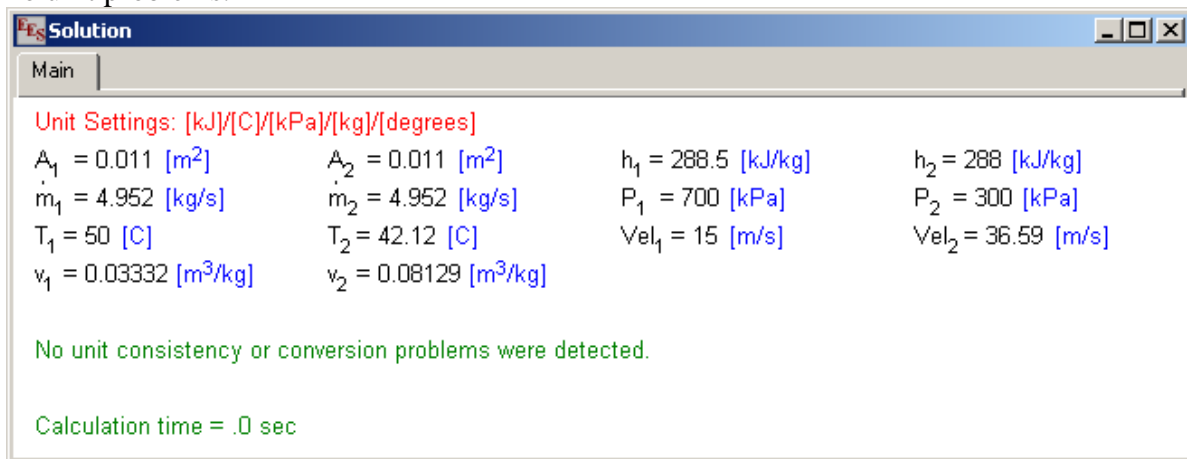 EES Solution
Main
Unit Settings: [kJ]/[C]/[kPa]/[kg]/[degrees]
A₁ = 0.011 [m²] A₂ = 0.011 [m²] h₁ = 288.5 [kJ/kg] h₂ = 288 [kJ/kg]
ṁ₁ = 4.952 [kg/s] ṁ₂ = 4.952 [kg/s] P₁ = 700 [kPa] P₂ = 300 [kPa]
T₁ = 50 [C] T₂ = 42.12 [C] Vel₁ = 15 [m/s] Vel₂ = 36.59 [m/s]
v₁ = 0.03332 [m³/kg] v₂ = 0.08129 [m³/kg]
No unit consistency or conversion problems were detected.
Calculation time = .0 sec